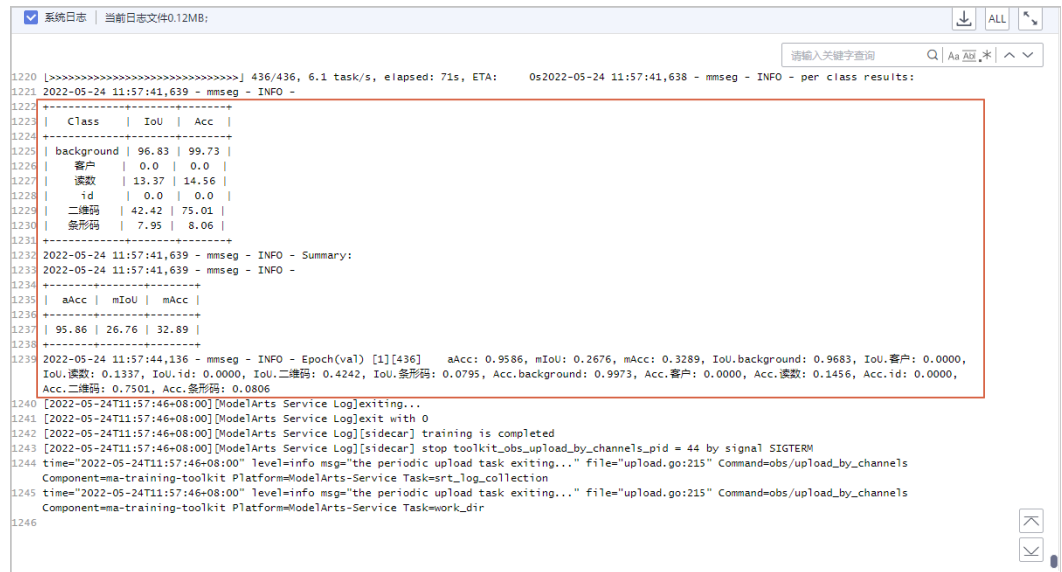 系统日志 | 当前日志文件0.12MB;
ALL
请输入关键字查询 Aa Abl .*
1220 [>>>>>>>>>>>>>>>>>>>>>>>>>>>>>>] 436/436, 6.1 task/s, elapsed: 71s, ETA:     0s2022-05-24 11:57:41,638 - mmseg - INFO - per class results:
1221 2022-05-24 11:57:41,639 - mmseg - INFO -
1222 +------------+-------+-------+
1223 |   Class    |  IoU  |  Acc  |
1224 +------------+-------+-------+
1225 | background | 96.83 | 99.73 |
1226 |    客户    |  0.0  |  0.0  |
1227 |    读数    | 13.37 | 14.56 |
1228 |     id     |  0.0  |  0.0  |
1229 |   二维码   | 42.42 | 75.01 |
1230 |   条形码   |  7.95 |  8.06 |
1231 +------------+-------+-------+
1232 2022-05-24 11:57:41,639 - mmseg - INFO - Summary:
1233 2022-05-24 11:57:41,639 - mmseg - INFO -
1234 +-------+-------+-------+
1235 |  aAcc |  mIoU |  mAcc |
1236 +-------+-------+-------+
1237 | 95.86 | 26.76 | 32.89 |
1238 +-------+-------+-------+
1239 2022-05-24 11:57:44,136 - mmseg - INFO - Epoch(val) [1][436]    aAcc: 0.9586, mIoU: 0.2676, mAcc: 0.3289, IoU.background: 0.9683, IoU.客户: 0.0000,
IoU.读数: 0.1337, IoU.id: 0.0000, IoU.二维码: 0.4242, IoU.条形码: 0.0795, Acc.background: 0.9973, Acc.客户: 0.0000, Acc.读数: 0.1456, Acc.id: 0.0000,
Acc.二维码: 0.7501, Acc.条形码: 0.0806
1240 [2022-05-24T11:57:46+08:00][ModelArts Service Log]exiting...
1241 [2022-05-24T11:57:46+08:00][ModelArts Service Log]exit with 0
1242 [2022-05-24T11:57:46+08:00][ModelArts Service Log][sidecar] training is completed
1243 [2022-05-24T11:57:46+08:00][ModelArts Service Log][sidecar] stop toolkit_obs_upload_by_channels_pid = 44 by signal SIGTERM
1244 time="2022-05-24T11:57:46+08:00" level=info msg="the periodic upload task exiting..." file="upload.go:215" Command=obs/upload_by_channels
Component=ma-training-toolkit Platform=ModelArts-Service Task=srt_log_collection
1245 time="2022-05-24T11:57:46+08:00" level=info msg="the periodic upload task exiting..." file="upload.go:215" Command=obs/upload_by_channels
Component=ma-training-toolkit Platform=ModelArts-Service Task=work_dir
1246